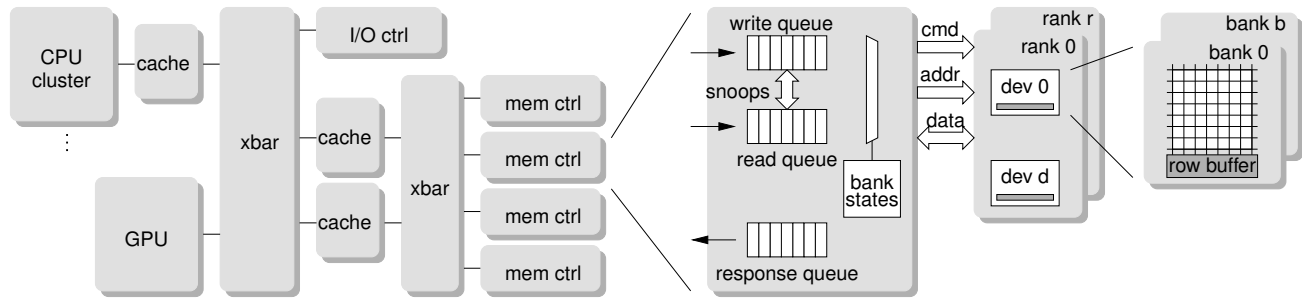 CPU
cluster
cache
⋮
GPU
xbar
I/O ctrl
cache
cache
xbar
mem ctrl
mem ctrl
mem ctrl
mem ctrl
write queue
snoops
read queue
bank
states
response queue
cmd
addr
data
rank r
rank 0
dev 0
dev d
bank b
bank 0
row buffer